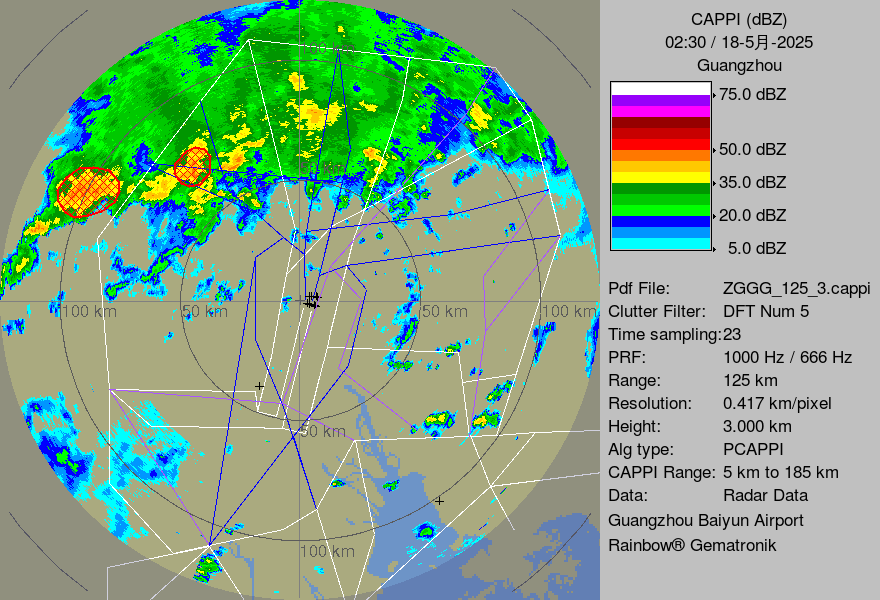 CAPPI (dBZ)
02:30 / 18-5月-2025
Guangzhou
75.0 dBZ
50.0 dBZ
35.0 dBZ
20.0 dBZ
5.0 dBZ
Pdf File: ZGGG_125_3.cappi
Clutter Filter: DFT Num 5
Time sampling:23
PRF: 1000 Hz / 666 Hz
Range: 125 km
Resolution: 0.417 km/pixel
Height: 3.000 km
Alg type: PCAPPI
CAPPI Range: 5 km to 185 km
Data: Radar Data
Guangzhou Baiyun Airport
Rainbow® Gematronik
100 km
50 km
50 km
100 km
50 km
100 km